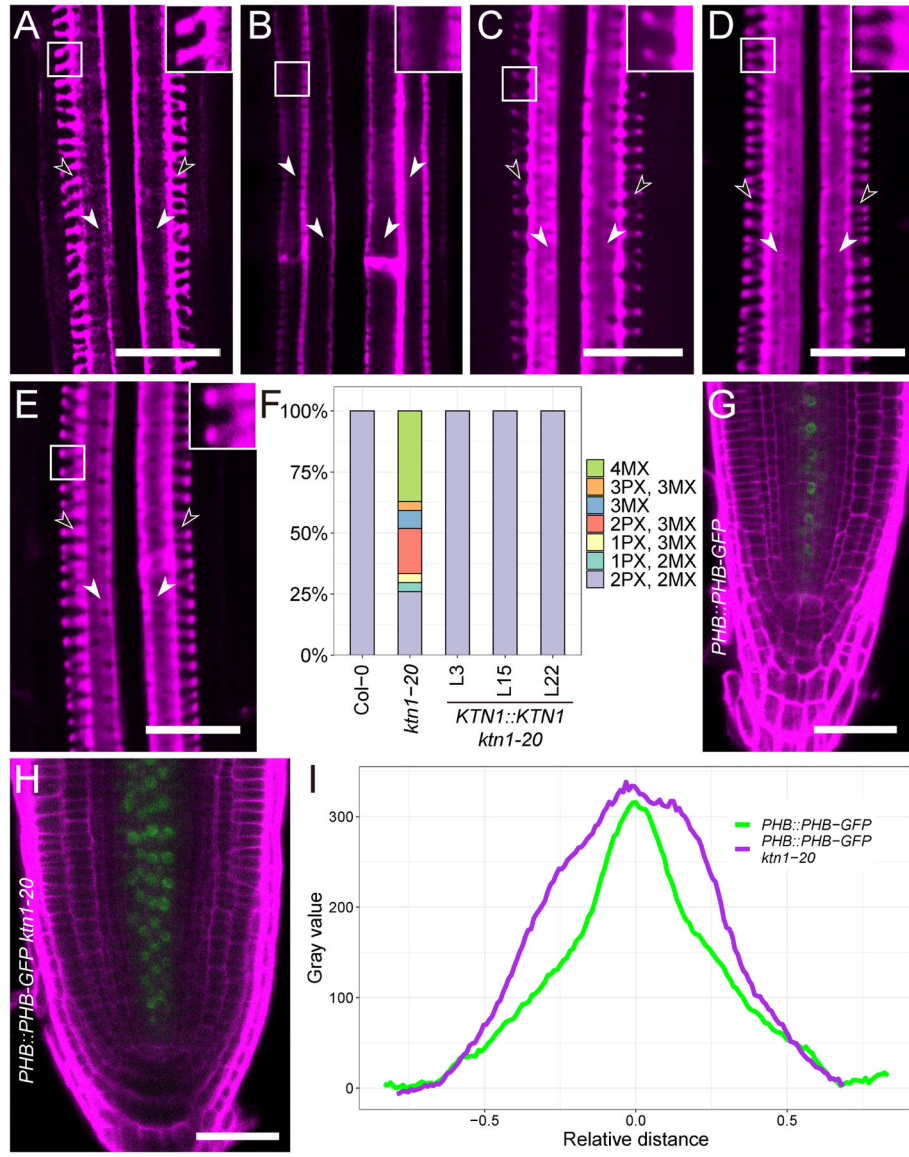 A
B
C
D
E
F
100%
75%
50%
25%
0%
Col−0
ktn1-20
L3
L15
L22
KTN1::KTN1
ktn1-20
4MX
3PX, 3MX
3MX
2PX, 3MX
1PX, 3MX
1PX, 2MX
2PX, 2MX
G
PHB::PHB-GFP
H
PHB::PHB-GFP ktn1-20
I
300
200
100
0
Gray value
−0.5
0.0
0.5
Relative distance
PHB::PHB−GFP
PHB::PHB−GFP
ktn1−20